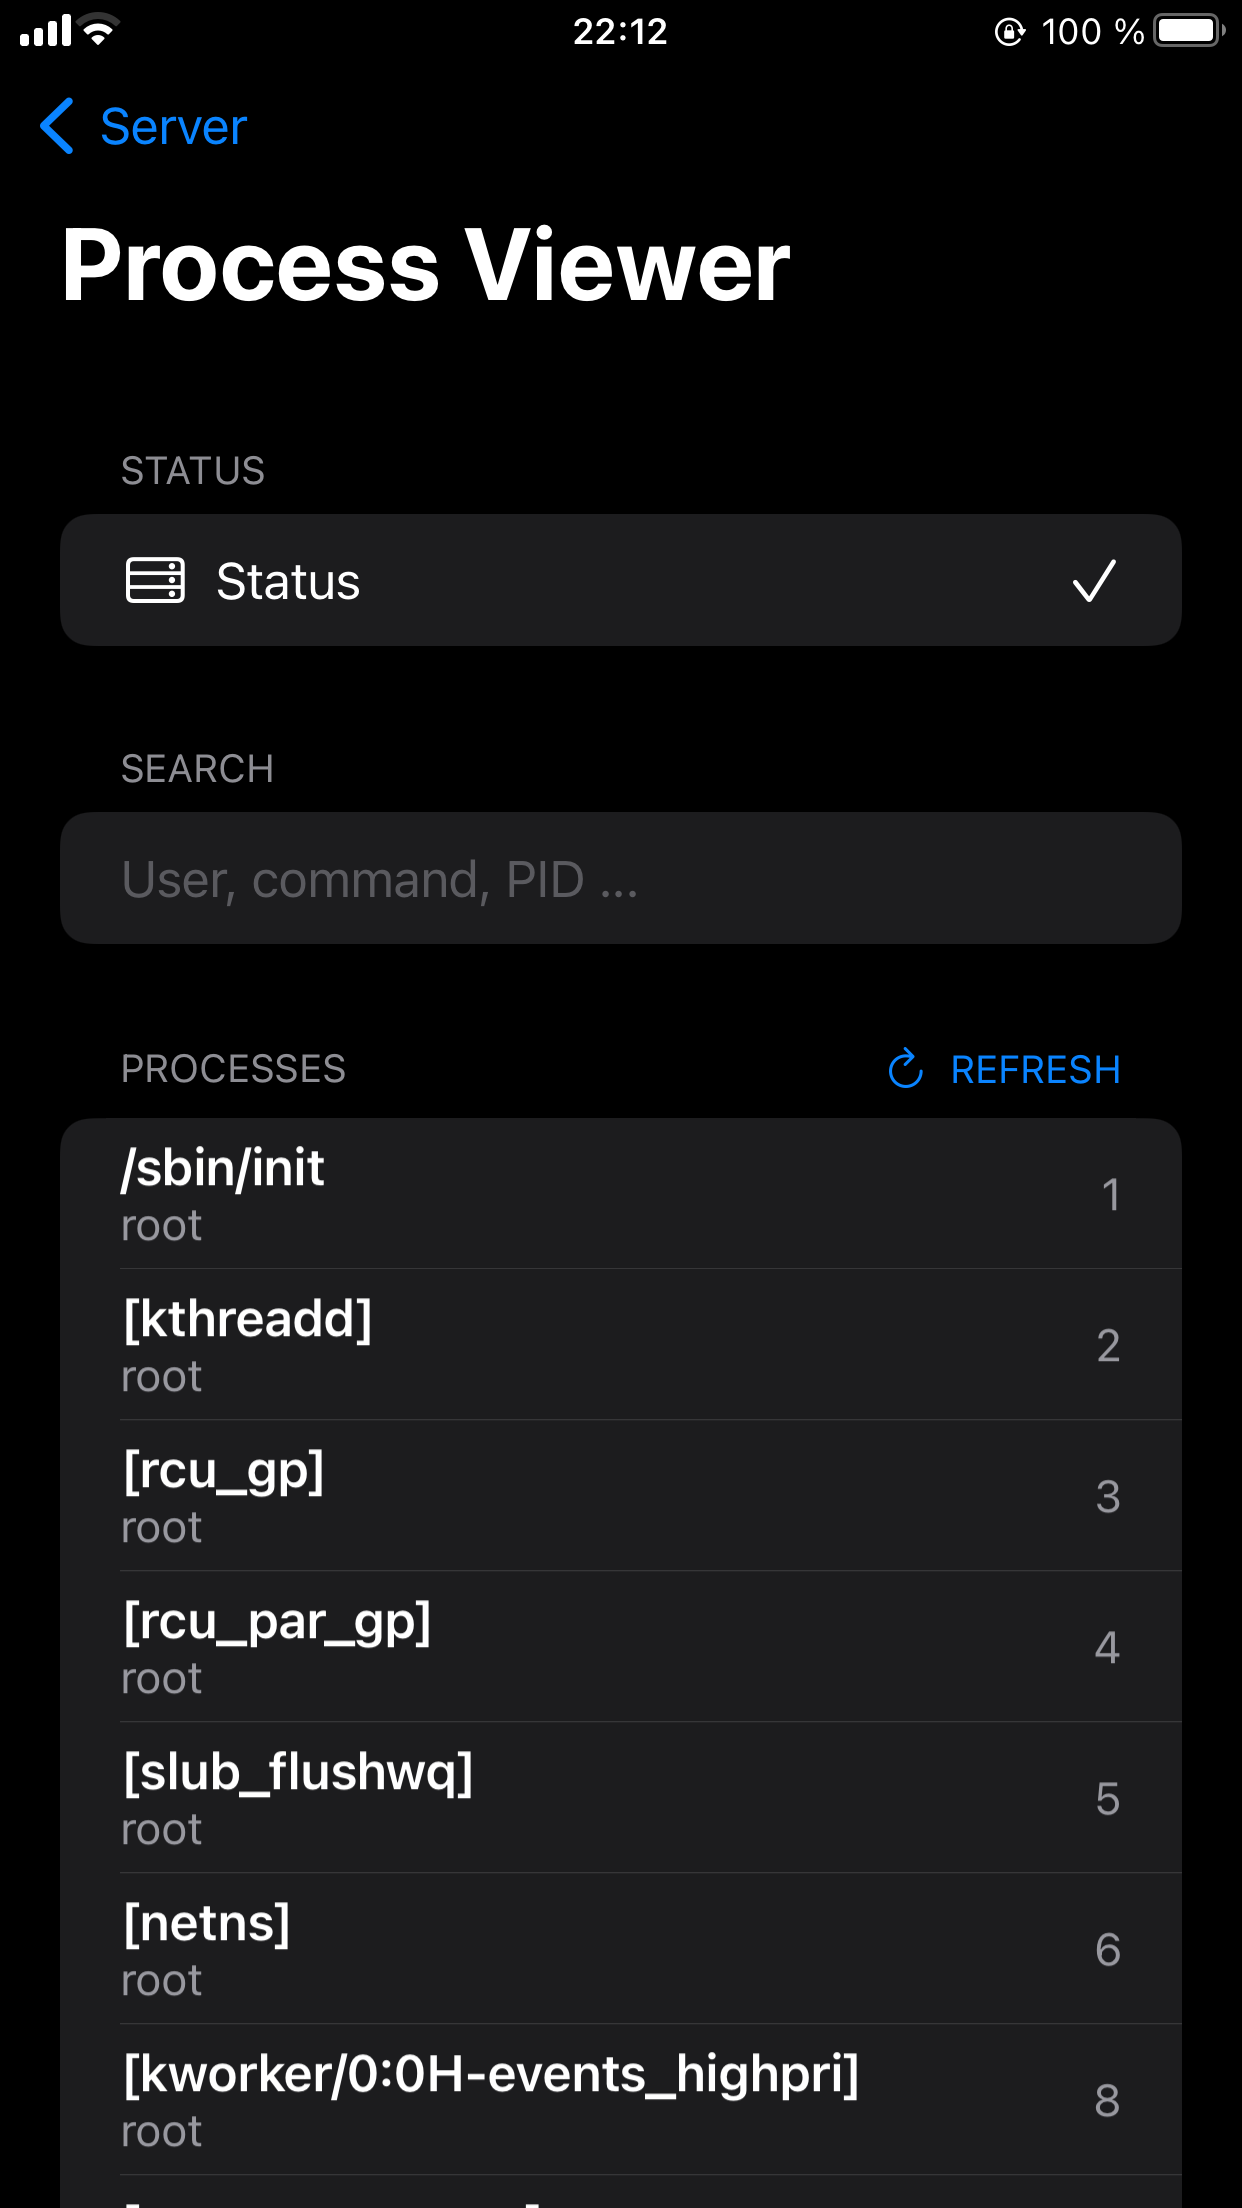 22:12
100 %
Server
Process Viewer
STATUS
Status
SEARCH
User, command, PID ...
PROCESSES
REFRESH
/sbin/init
root
1
[kthreadd]
root
2
[rcu_gp]
root
3
[rcu_par_gp]
root
4
[slub_flushwq]
root
5
[netns]
root
6
[kworker/0:0H-events_highpri]
root
8